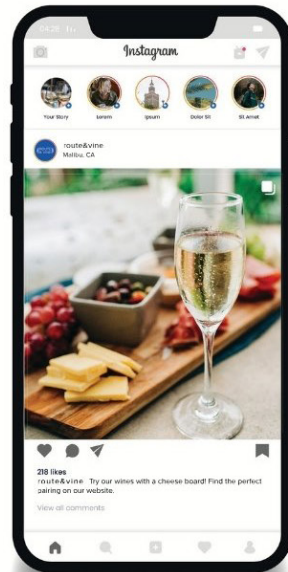 Instagram
Your Story Lorem Ipsum Dolor Sit St Amet
route&vine
Malibu, CA
218 likes
route&vine Try our wines with a cheese board! Find the perfect
pairing on our website.
View all comments